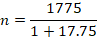 n = 1775 / 1 + 17.75